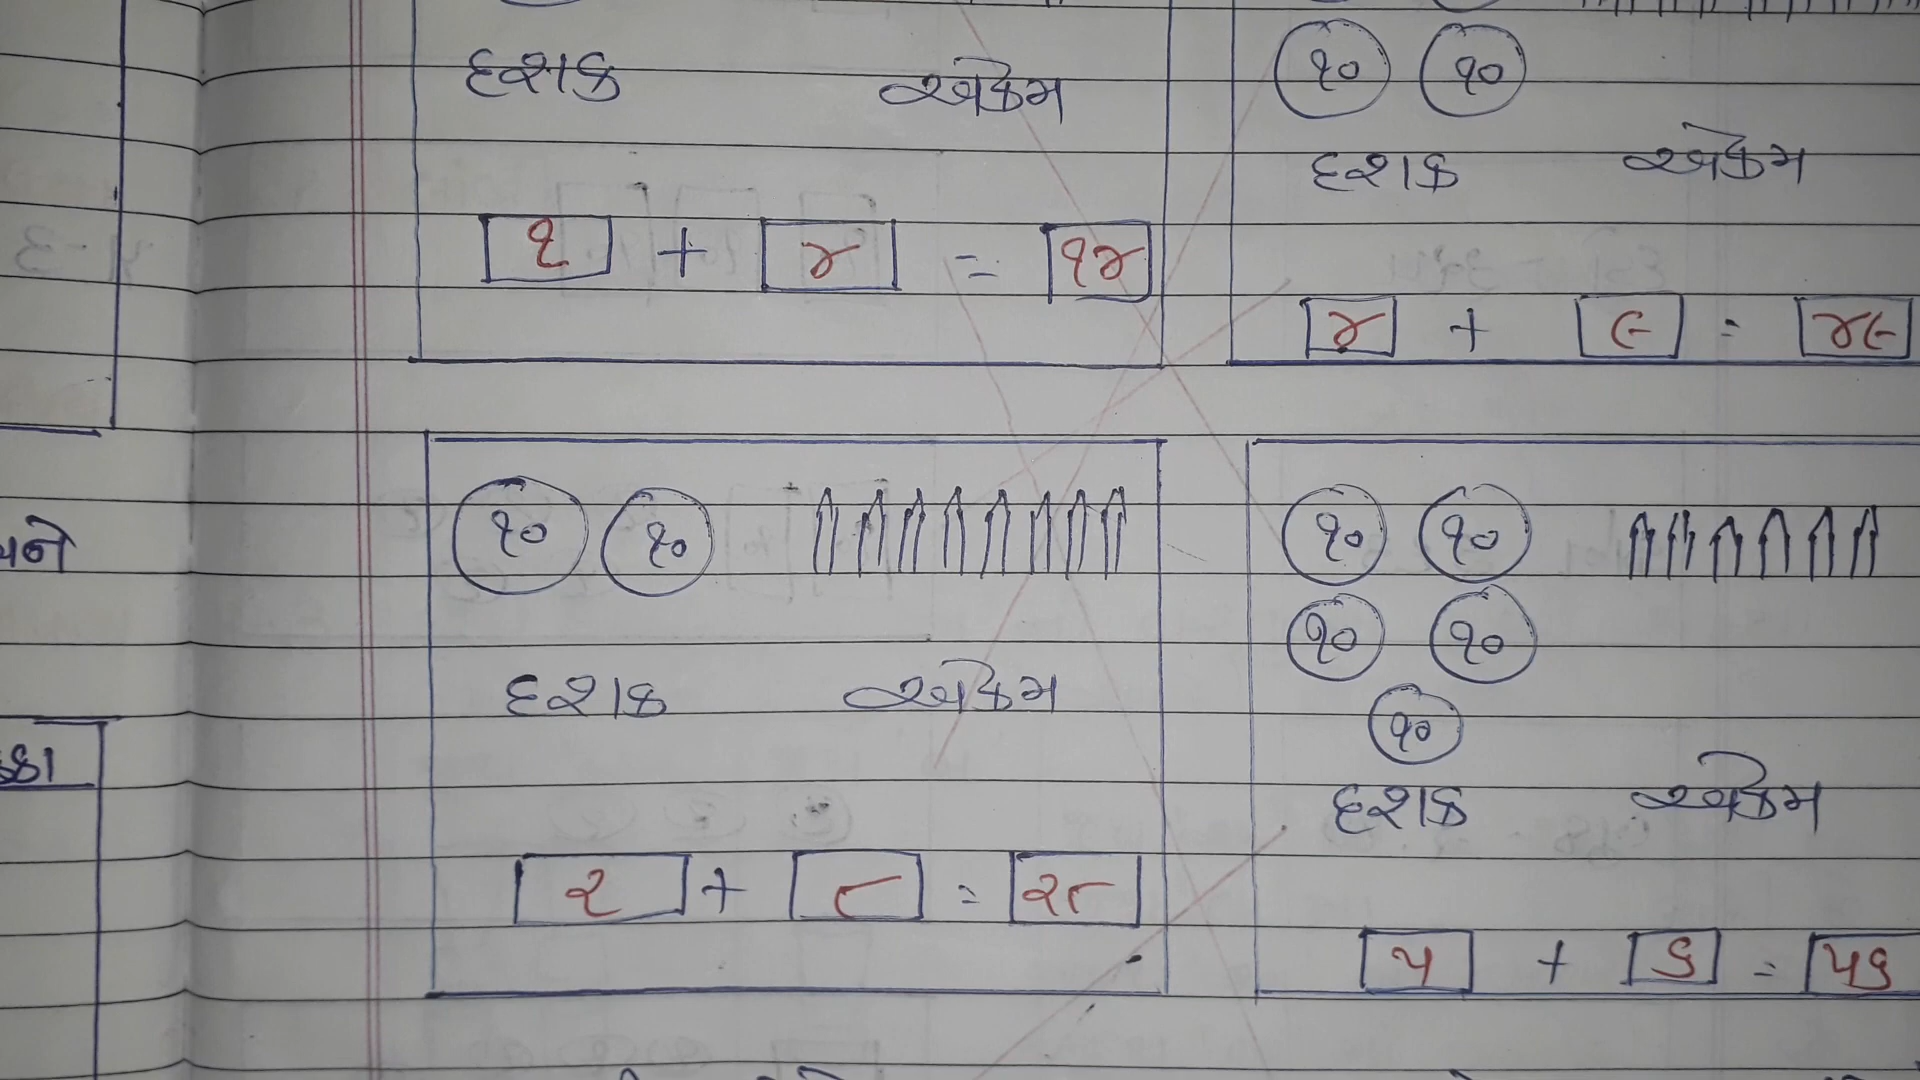 દશક એકમ
૧ + ૪ = ૧૪
૧૦ ૧૦
દશક એકમ
૪ + ૯ = ૪૯
૧૦ ૧૦
દશક એકમ
૨ + ૮ = ૨૮
૧૦ ૧૦
૧૦ ૧૦
૧૦
દશક એકમ
૫ + ૬ = ૫૬